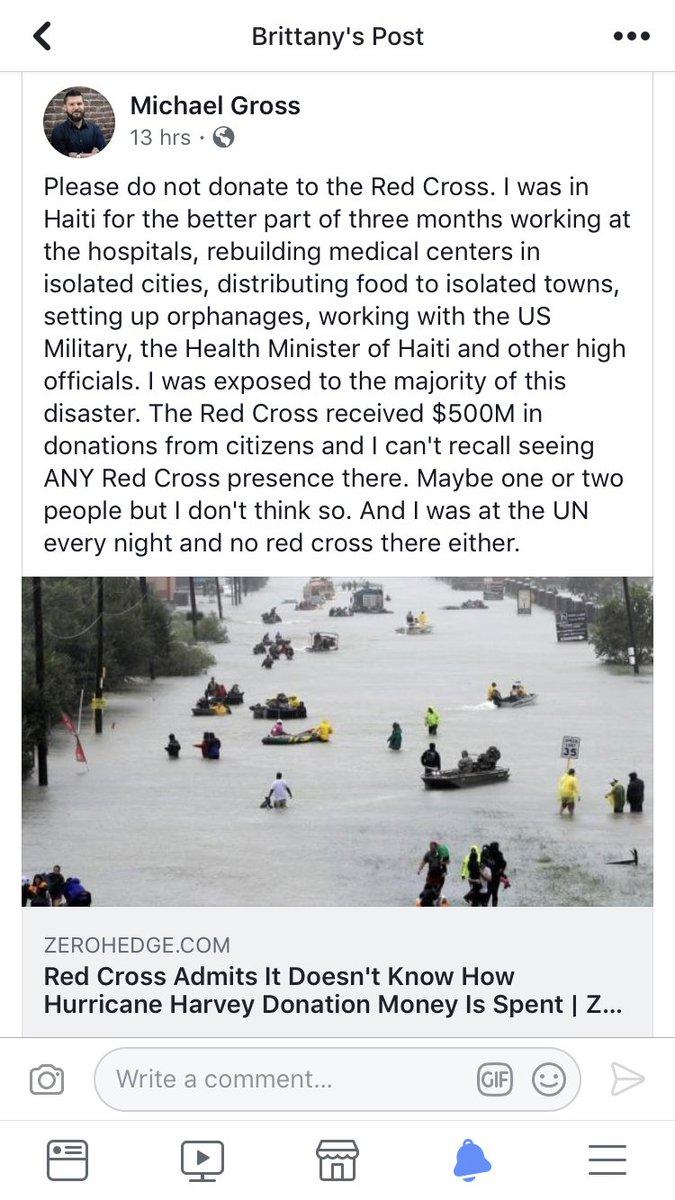 Brittany's Post
Michael Gross
13 hrs ·
Please do not donate to the Red Cross. I was in
Haiti for the better part of three months working at
the hospitals, rebuilding medical centers in
isolated cities, distributing food to isolated towns,
setting up orphanages, working with the US
Military, the Health Minister of Haiti and other high
officials. I was exposed to the majority of this
disaster. The Red Cross received $500M in
donations from citizens and I can't recall seeing
ANY Red Cross presence there. Maybe one or two
people but I don't think so. And I was at the UN
every night and no red cross there either.
SPEED
LIMIT
35
ZEROHEDGE.COM
Red Cross Admits It Doesn't Know How
Hurricane Harvey Donation Money Is Spent | Z...
Write a comment...
GIF